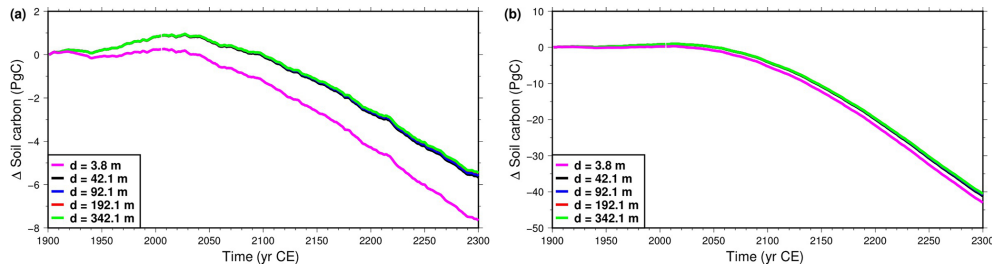 (a)
Δ Soil carbon (PgC)
2
0
−2
−4
−6
−8
d = 3.8 m
d = 42.1 m
d = 92.1 m
d = 192.1 m
d = 342.1 m
1900 1950 2000 2050 2100 2150 2200 2250 2300
Time (yr CE)
(b)
Δ Soil carbon (PgC)
10
0
−10
−20
−30
−40
−50
d = 3.8 m
d = 42.1 m
d = 92.1 m
d = 192.1 m
d = 342.1 m
1900 1950 2000 2050 2100 2150 2200 2250 2300
Time (yr CE)